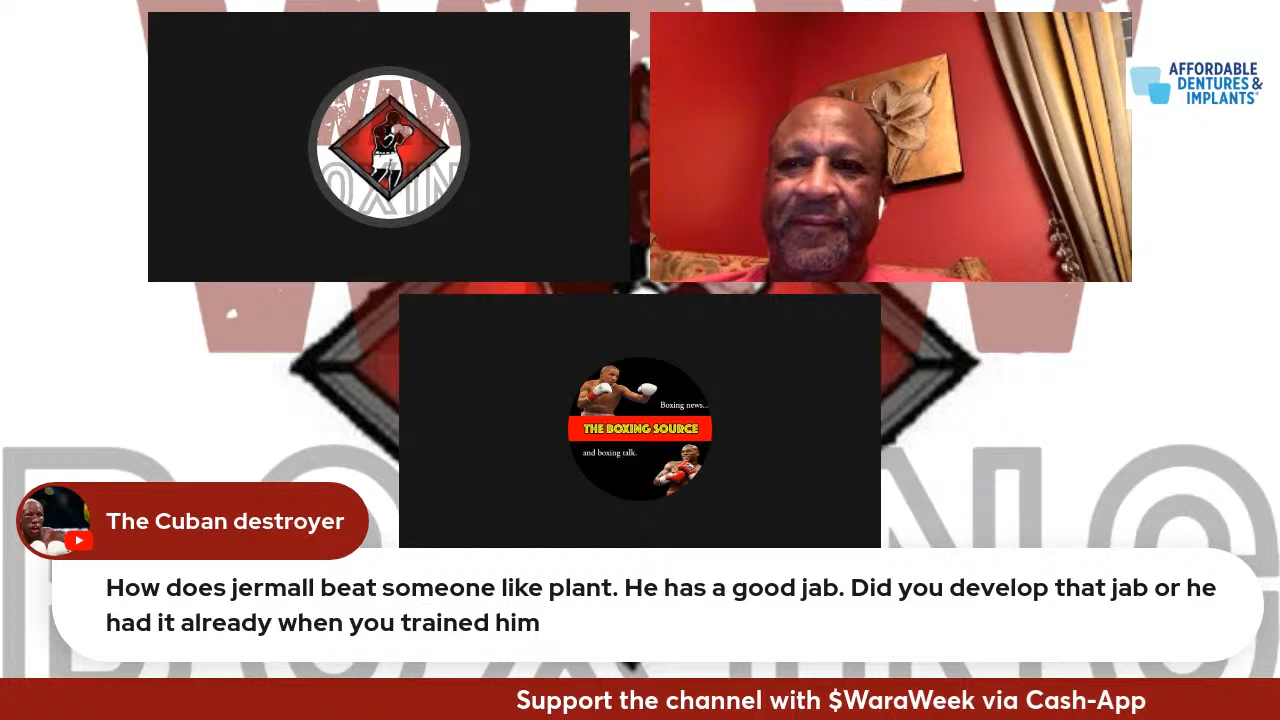 AFFORDABLE
DENTURES &
IMPLANTS
Boxing news...
THE BOXING SOURCE
and boxing talk.
The Cuban destroyer
How does jermall beat someone like plant. He has a good jab. Did you develop that jab or he
had it already when you trained him
Support the channel with $WaraWeek via Cash-App